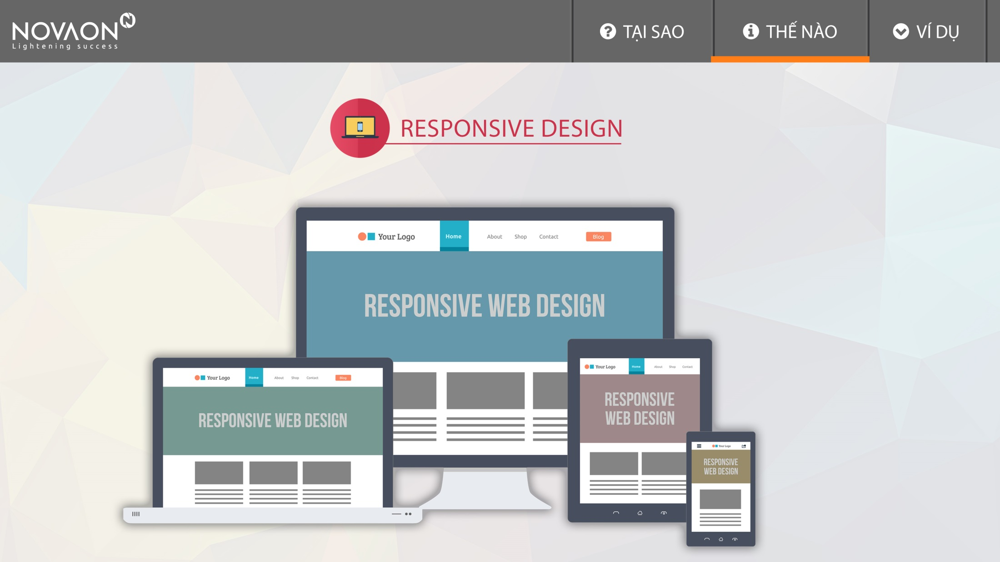 NOVAON
Lightening success
TẠI SAO
THẾ NÀO
VÍ DỤ
RESPONSIVE DESIGN
Your Logo Home About Shop Contact Blog
RESPONSIVE WEB DESIGN
Your Logo Home About Shop Contact Blog
RESPONSIVE WEB DESIGN
Your Logo Home About Shop Contact
RESPONSIVE
WEB DESIGN
Your Logo
RESPONSIVE
WEB DESIGN